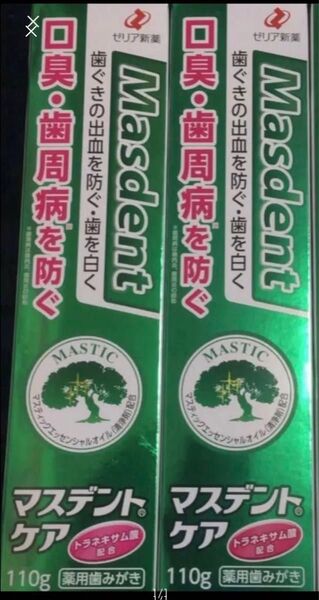 ゼリア新薬
Masdent
歯ぐきの出血を防ぐ・歯を白く
口臭・歯周病※を防ぐ
MASTIC
マスティックエッセンシャルオイル(清浄剤)配合
マスデント®
ケア
トラネキサム酸
配合
110g
薬用歯みがき
ゼリア新薬
Masdent
歯ぐきの出血を防ぐ・歯を白く
口臭・歯周病※を防ぐ
MASTIC
マスティックエッセンシャルオイル(清浄剤)配合
マスデント®
ケア
トラネキサム酸
配合
110g
薬用歯みがき
1/1